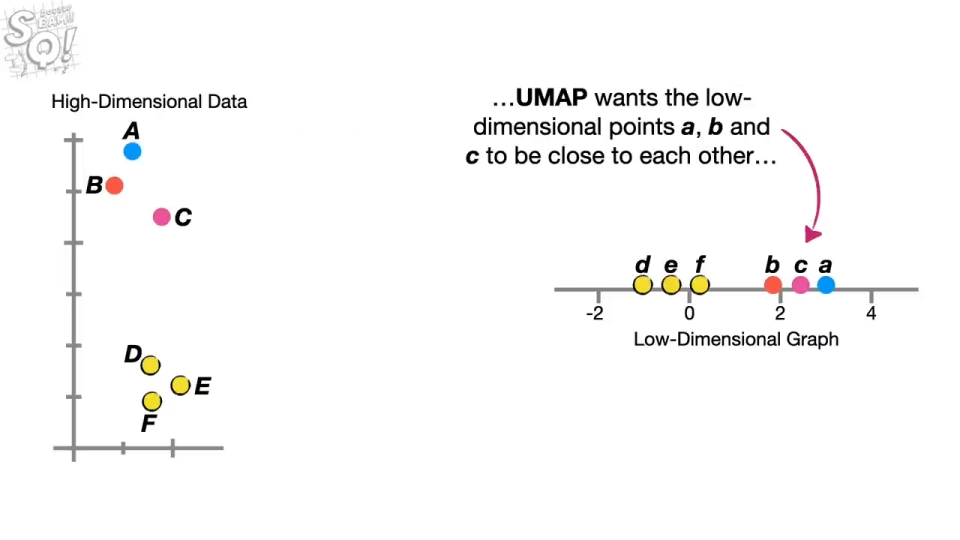 High-Dimensional Data
A
B
C
D
E
F
…UMAP wants the low-
dimensional points a, b and
c to be close to each other…
d e f b c a
-2 0 2 4
Low-Dimensional Graph